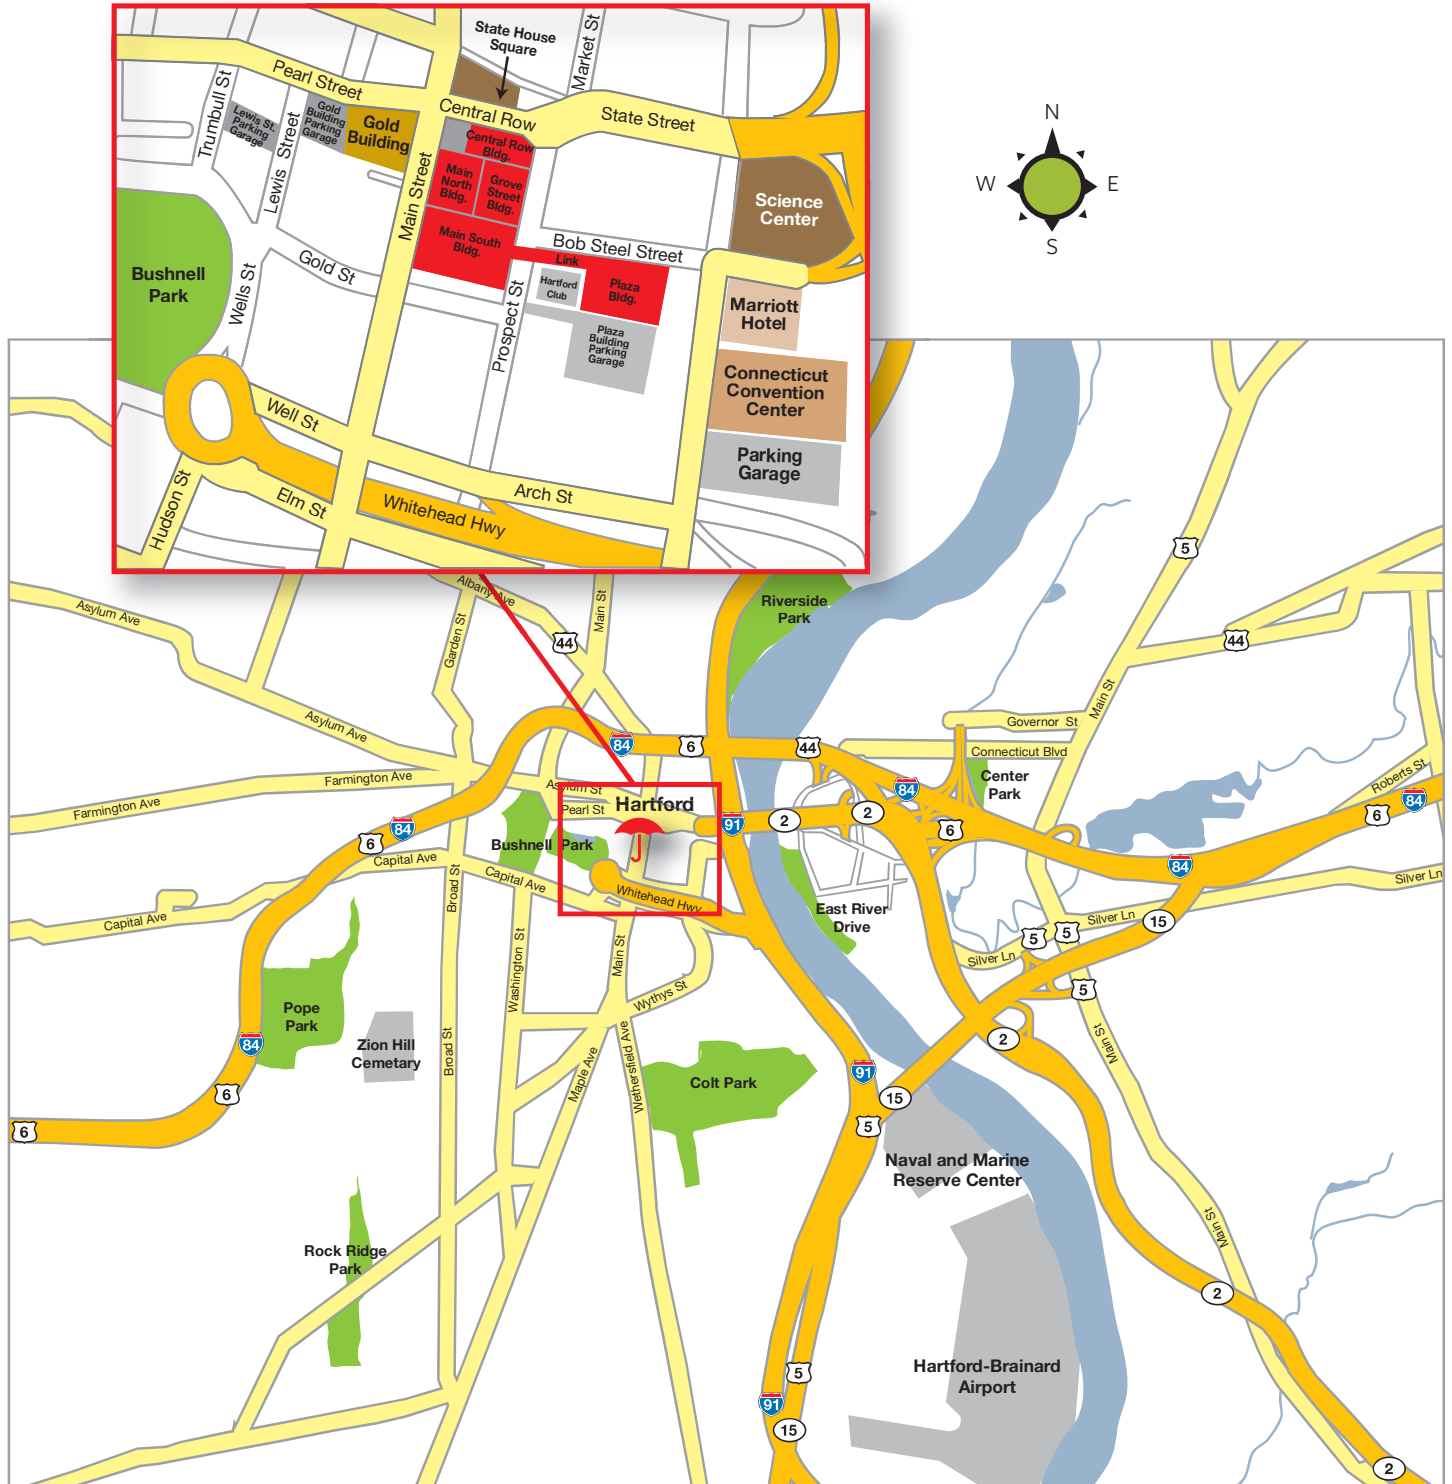 State House
Square
Market St
Pearl Street
Central Row
State Street
Trumbull St
Lewis St.
Parking
Garage
Lewis Street
Gold
Building
Parking
Garage
Gold
Building
Main Street
Central Row
Bldg.
Main
North
Bldg.
Grove
Street
Bldg.
Main South
Bldg.
Science
Center
Bob Steel Street
Link
Hartford
Club
Plaza
Bldg.
Plaza
Building
Parking
Garage
Prospect St
Bushnell
Park
Wells St
Gold St
Marriott
Hotel
Connecticut
Convention
Center
Parking
Garage
Well St
Arch St
Hudson St
Elm St
Whitehead Hwy
N
W
E
S
5
44
Asylum Ave
Albany Ave
Garden St
44
Main St
Riverside
Park
Main St
Asylum Ave
84
6
44
Governor St
Connecticut Blvd
Center
Park
Roberts St
84
6
Farmington Ave
Farmington Ave
Asylum St
Pearl St
Hartford
91
2
2
84
6
84
6
84
Bushnell Park
Capital Ave
Capital Ave
Capital Ave
Whitehead Hwy
Broad St
Washington St
Main St
East River
Drive
Silver Ln
Silver Ln
Silver Ln
15
5
5
5
Wythys St
Pope
Park
Zion Hill
Cemetary
84
6
6
Broad St
Maple Ave
Wethersfield Ave
Colt Park
91
15
5
2
Main St
Naval and Marine
Reserve Center
Rock Ridge
Park
Main St
2
Hartford-Brainard
Airport
5
91
15
2